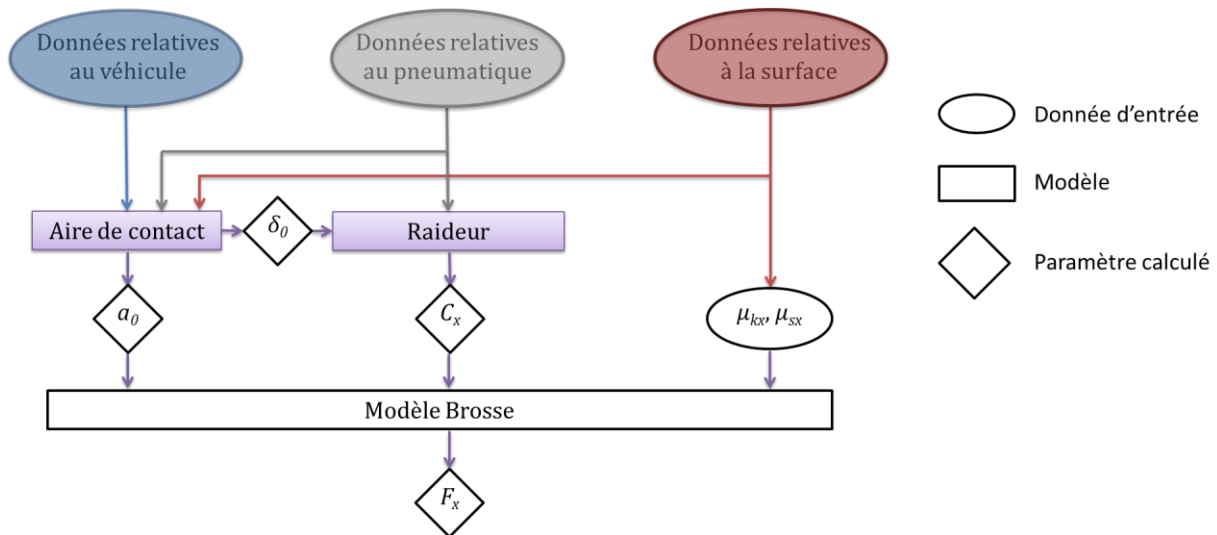 Données relatives
au véhicule
Données relatives
au pneumatique
Données relatives
à la surface
Donnée d'entrée
Modèle
Paramètre calculé
Aire de contact
δ₀
Raideur
a₀
Cₓ
μₖₓ, μₛₓ
Modèle Brosse
Fₓ